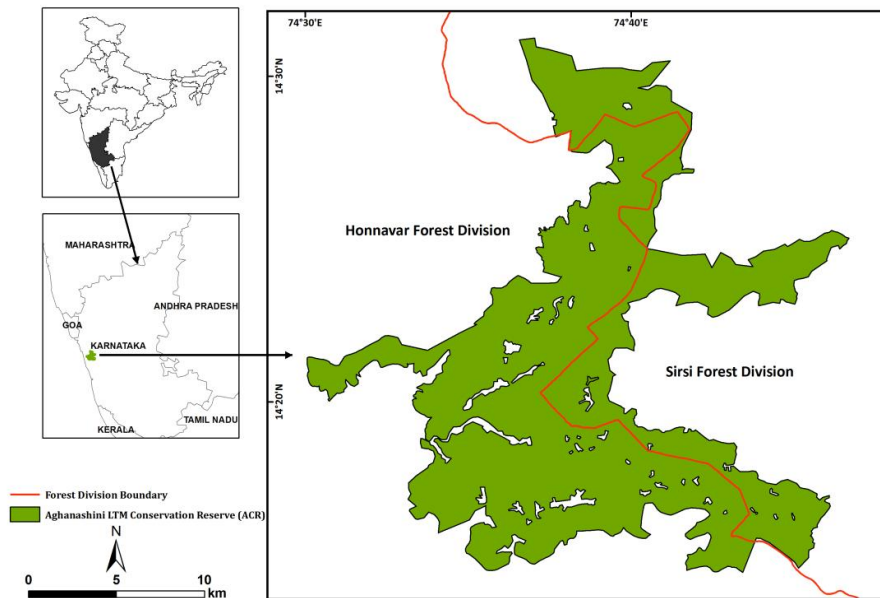 74°30'E
74°40'E
14°30'N
14°20'N
Honnavar Forest Division
Sirsi Forest Division
MAHARASHTRA
ANDHRA PRADESH
GOA
KARNATAKA
TAMIL NADU
KERALA
Forest Division Boundary
Aghanashini LTM Conservation Reserve (ACR)
N
0
5
10
km